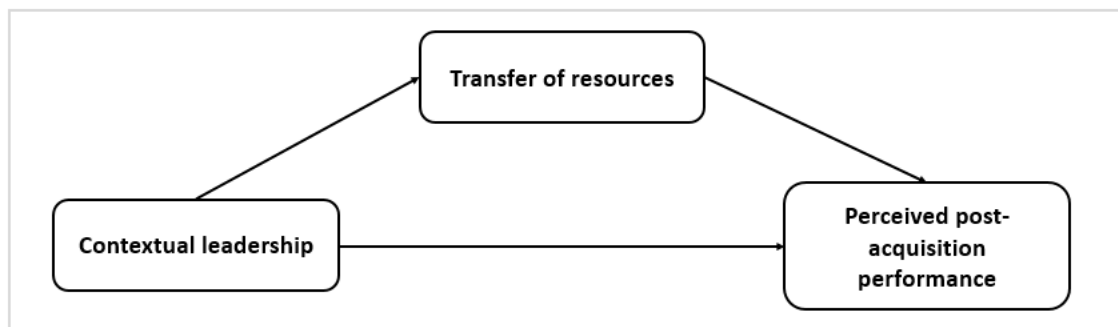 Transfer of resources
Contextual leadership
Perceived post-
acquisition
performance